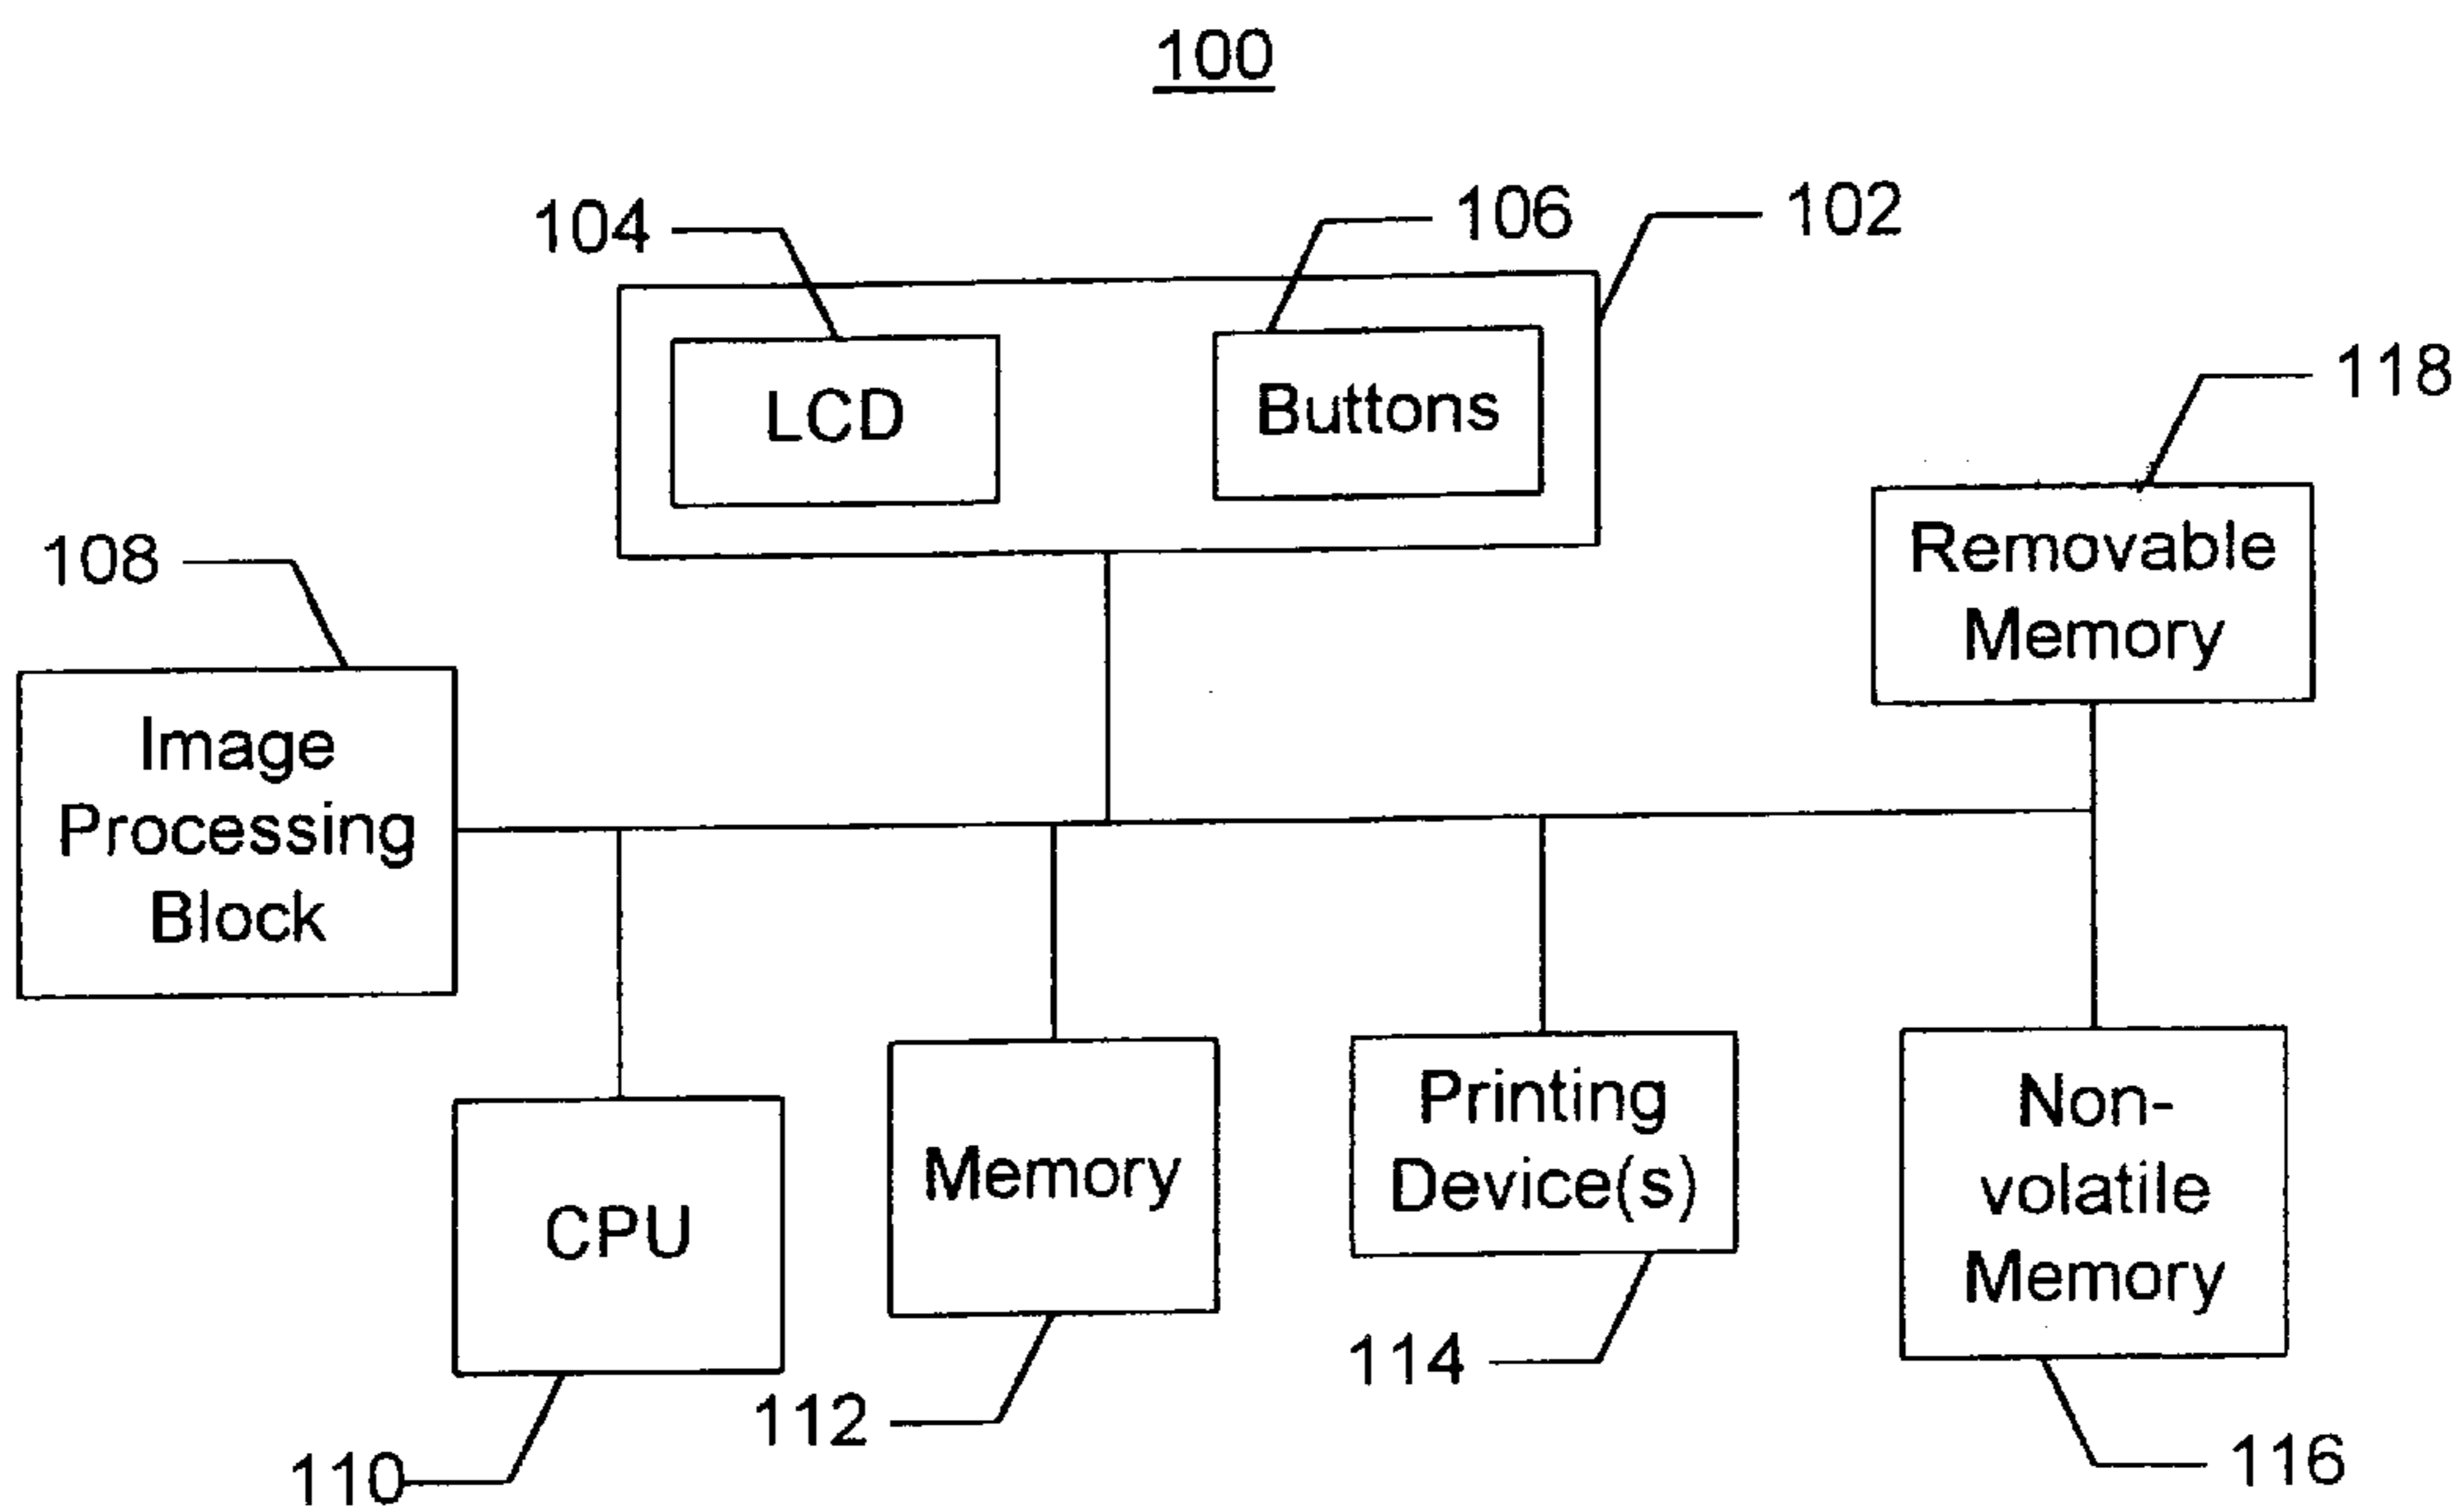 100
104
106
102
118
LCD
Buttons
108
Removable
Memory
Image
Processing
Block
CPU
Memory
Printing
Device(s)
Non-
volatile
Memory
110
112
114
116